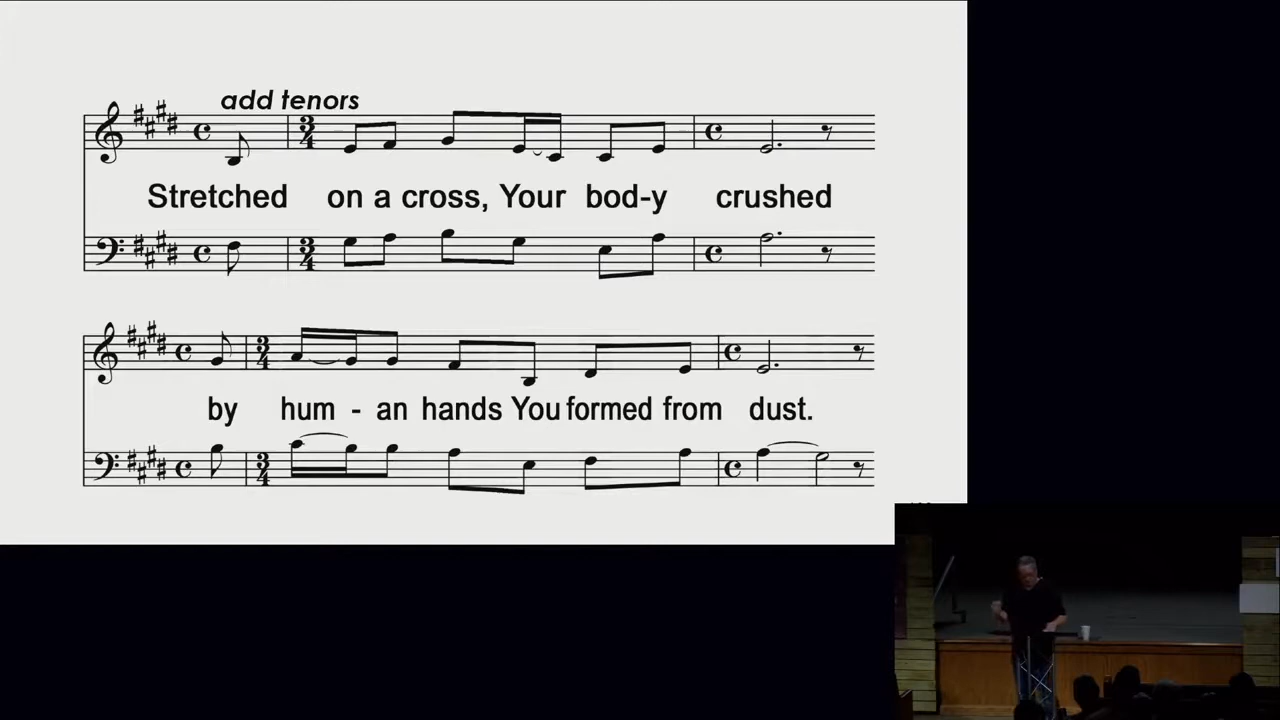 add tenors
Stretched on a cross, Your bod-y crushed
by hum - an hands You formed from dust.